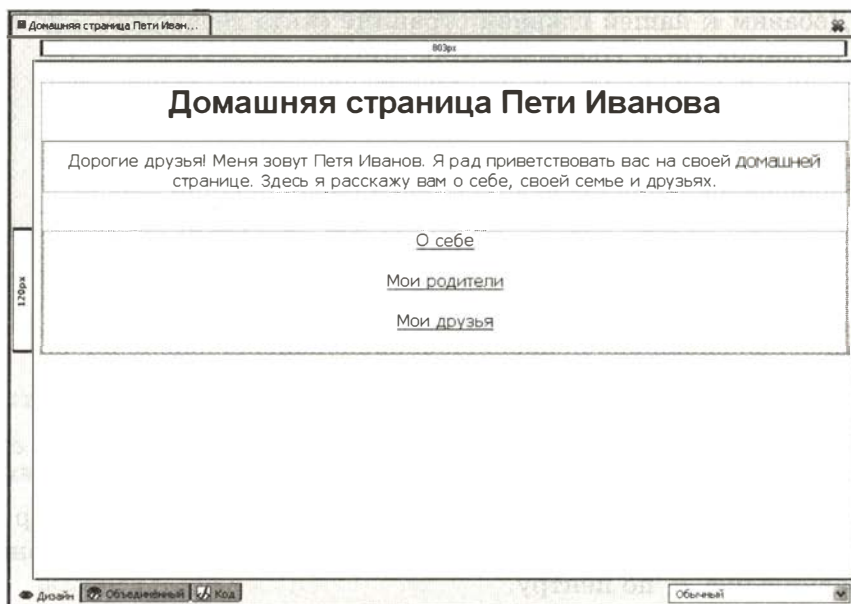 Домашняя страница Пети Иван...
803px
Домашняя страница Пети Иванова
Дорогие друзья! Меня зовут Петя Иванов. Я рад приветствовать вас на своей домашней
странице. Здесь я расскажу вам о себе, своей семье и друзьях.
120px
О себе
Мои родители
Мои друзья
Дизайн Объединённый Код
Обычный